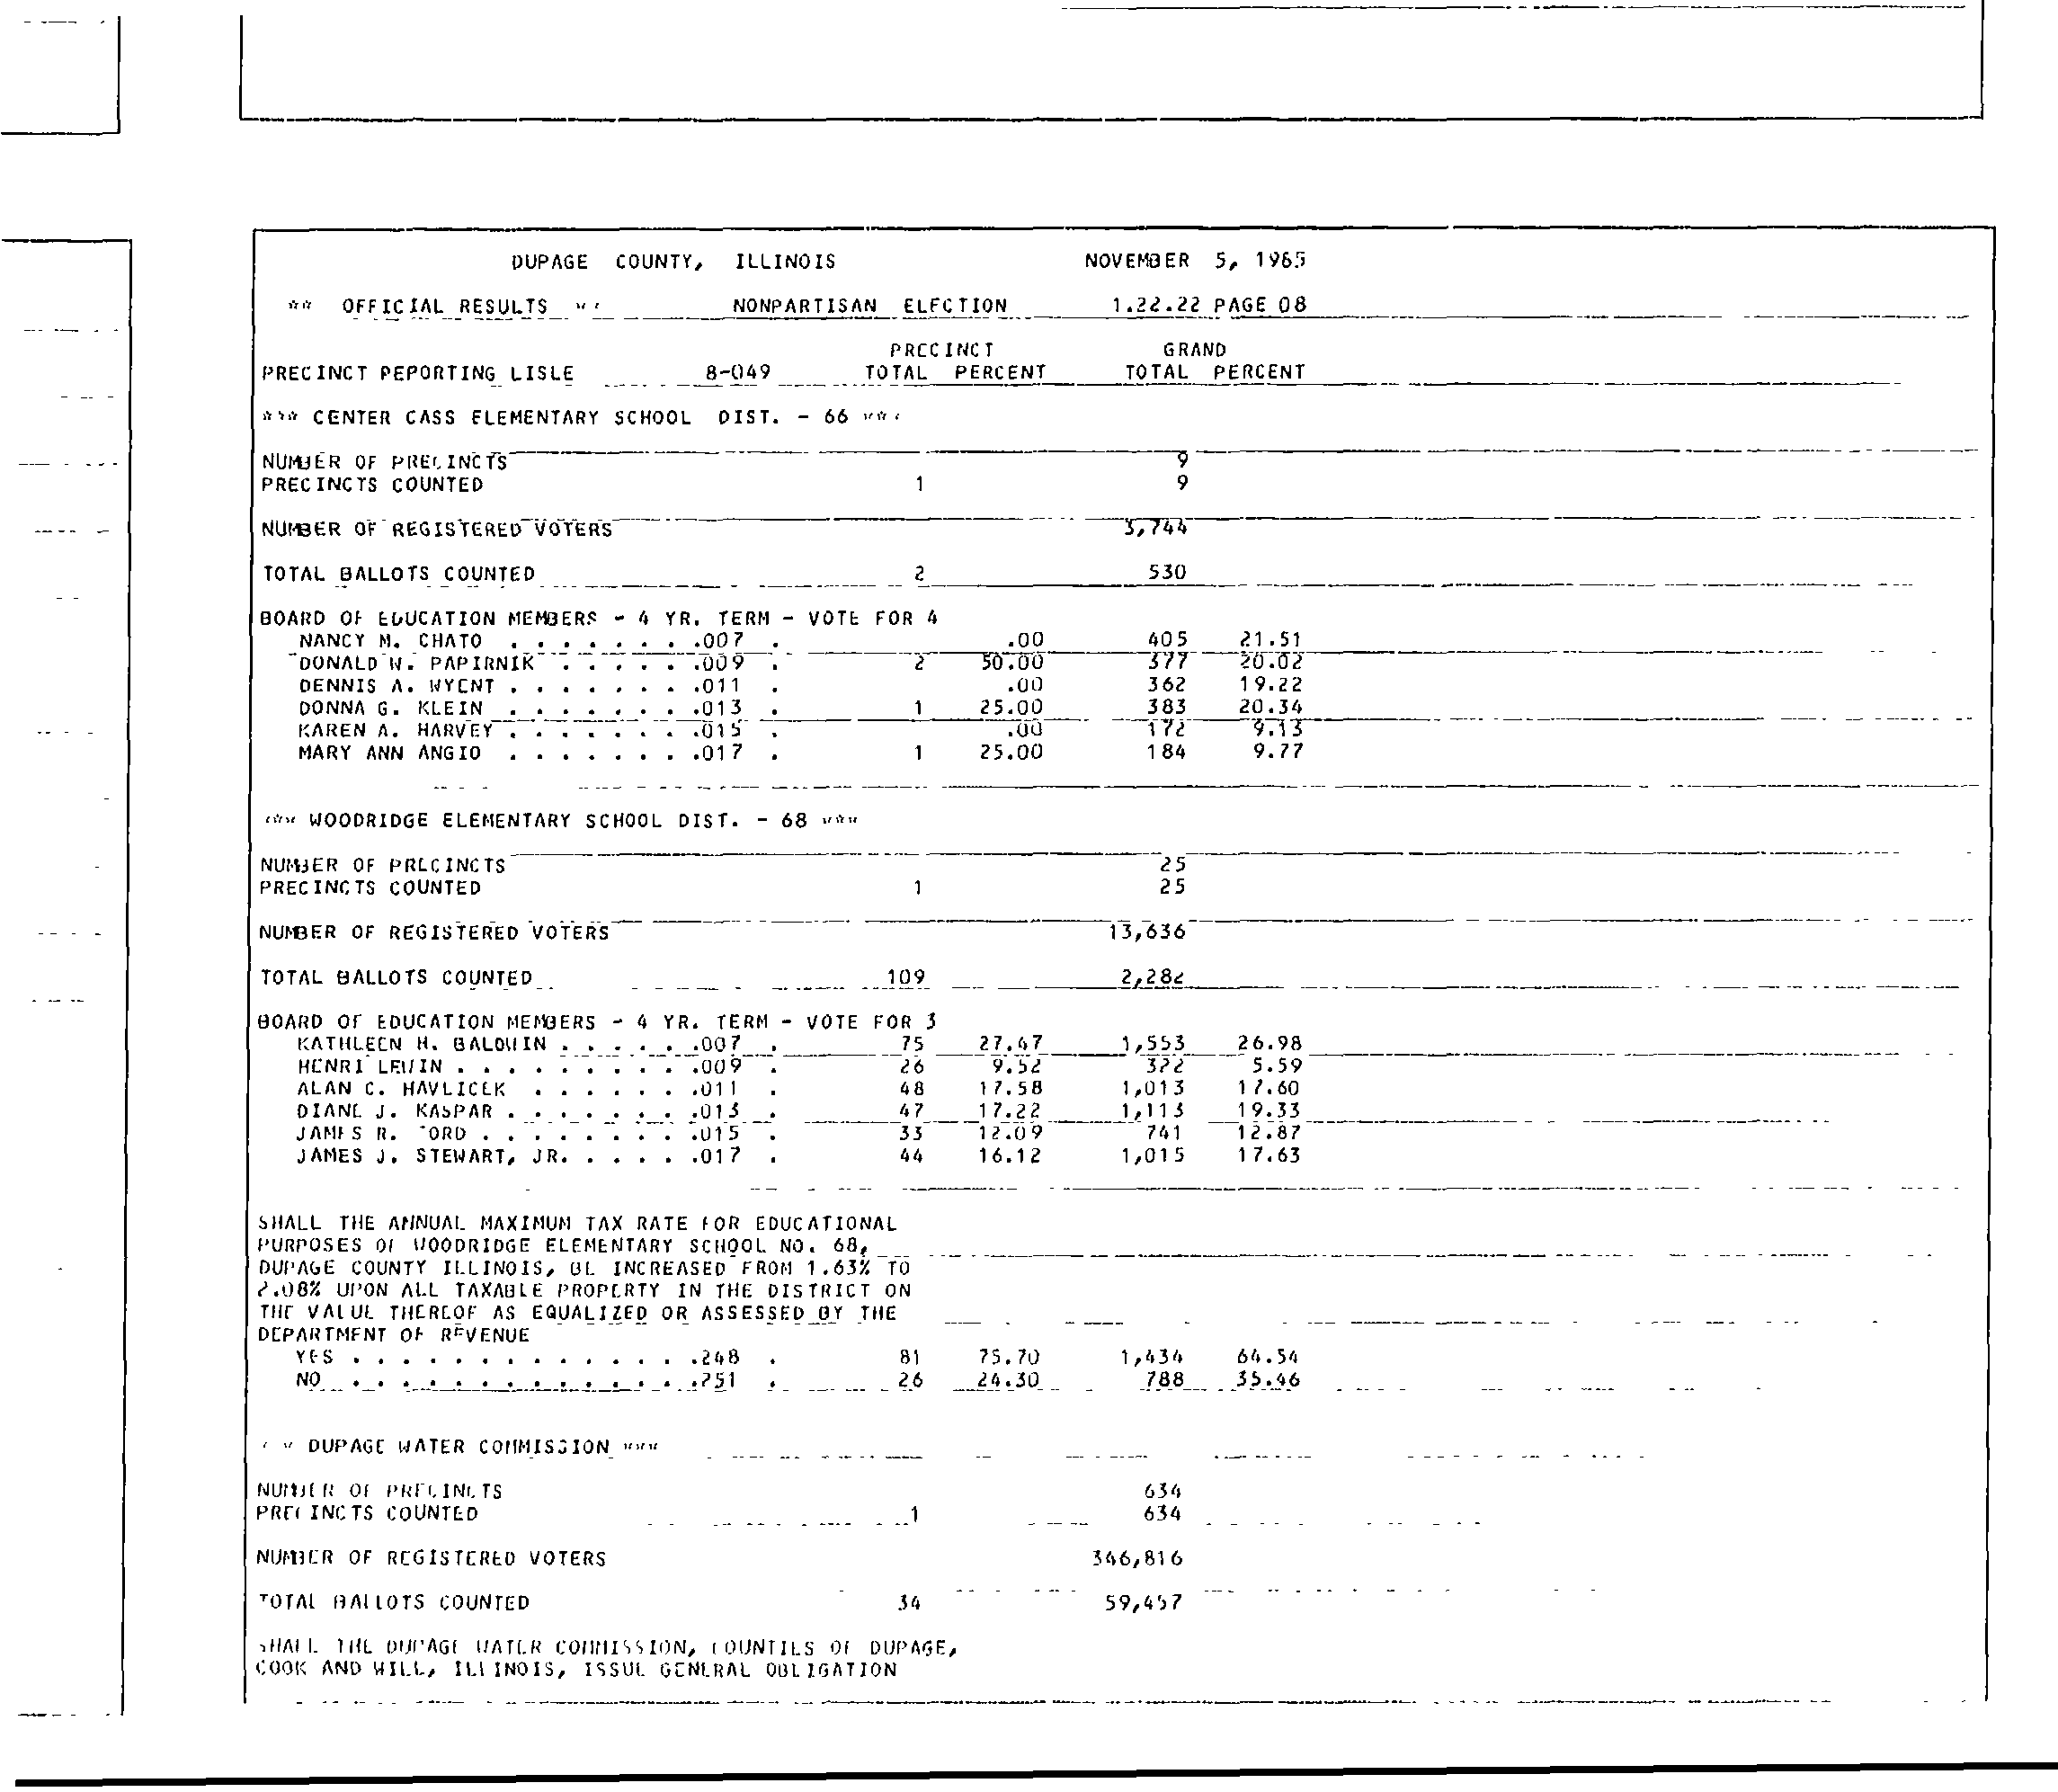 DUPAGE COUNTY, ILLINOIS NOVEMBER 5, 1985
** OFFICIAL RESULTS ** NONPARTISAN ELECTION 1.22.22 PAGE 08
PRECINCT GRAND
PRECINCT REPORTING LISLE 8-049 TOTAL PERCENT TOTAL PERCENT
*** CENTER CASS ELEMENTARY SCHOOL DIST. - 66 ***
NUMBER OF PRECINCTS 9
PRECINCTS COUNTED 1 9
NUMBER OF REGISTERED VOTERS 3,744
TOTAL BALLOTS COUNTED 2 530
BOARD OF EDUCATION MEMBERS - 4 YR. TERM - VOTE FOR 4
NANCY M. CHATO . . . . . . . .007 . .00 405 21.51
DONALD W. PAPIRNIK . . . . . .009 . 2 50.00 377 20.02
DENNIS A. WYENT . . . . . . . .011 . .00 362 19.22
DONNA G. KLEIN . . . . . . . .013 . 1 25.00 383 20.34
KAREN A. HARVEY . . . . . . . .015 . .00 172 9.13
MARY ANN ANGIO . . . . . . . .017 . 1 25.00 184 9.77
*** WOODRIDGE ELEMENTARY SCHOOL DIST. - 68 ***
NUMBER OF PRECINCTS 25
PRECINCTS COUNTED 1 25
NUMBER OF REGISTERED VOTERS 13,636
TOTAL BALLOTS COUNTED 109 2,282
BOARD OF EDUCATION MEMBERS - 4 YR. TERM - VOTE FOR 3
KATHLEEN H. BALDWIN . . . . . .007 . 75 27.47 1,553 26.98
HENRI LEWIN . . . . . . . . . .009 . 26 9.52 322 5.59
ALAN C. HAVLICEK . . . . . . .011 . 48 17.58 1,013 17.60
DIANE J. KASPAR . . . . . . . .013 . 47 17.22 1,113 19.33
JAMES R. . . . . . . . . .015 . 33 12.09 741 12.87
JAMES J. STEWART, JR. . . . . .017 . 44 16.12 1,015 17.63
SHALL THE ANNUAL MAXIMUM TAX RATE FOR EDUCATIONAL
PURPOSES OF WOODRIDGE ELEMENTARY SCHOOL NO. 68,
DUPAGE COUNTY ILLINOIS, BE INCREASED FROM 1.63% TO
2.08% UPON ALL TAXABLE PROPERTY IN THE DISTRICT ON
THE VALUE THEREOF AS EQUALIZED OR ASSESSED BY THE
DEPARTMENT OF REVENUE
YES . . . . . . . . . . . . . .248 . 81 75.70 1,434 64.54
NO . . . . . . . . . . . . . .251 . 26 24.30 788 35.46
*** DUPAGE WATER COMMISSION ***
NUMBER OF PRECINCTS 634
PRECINCTS COUNTED 1 634
NUMBER OF REGISTERED VOTERS 346,816
TOTAL BALLOTS COUNTED 34 59,457
SHALL THE DUPAGE WATER COMMISSION, COUNTIES OF DUPAGE,
COOK AND WILL, ILLINOIS, ISSUE GENERAL OBLIGATION